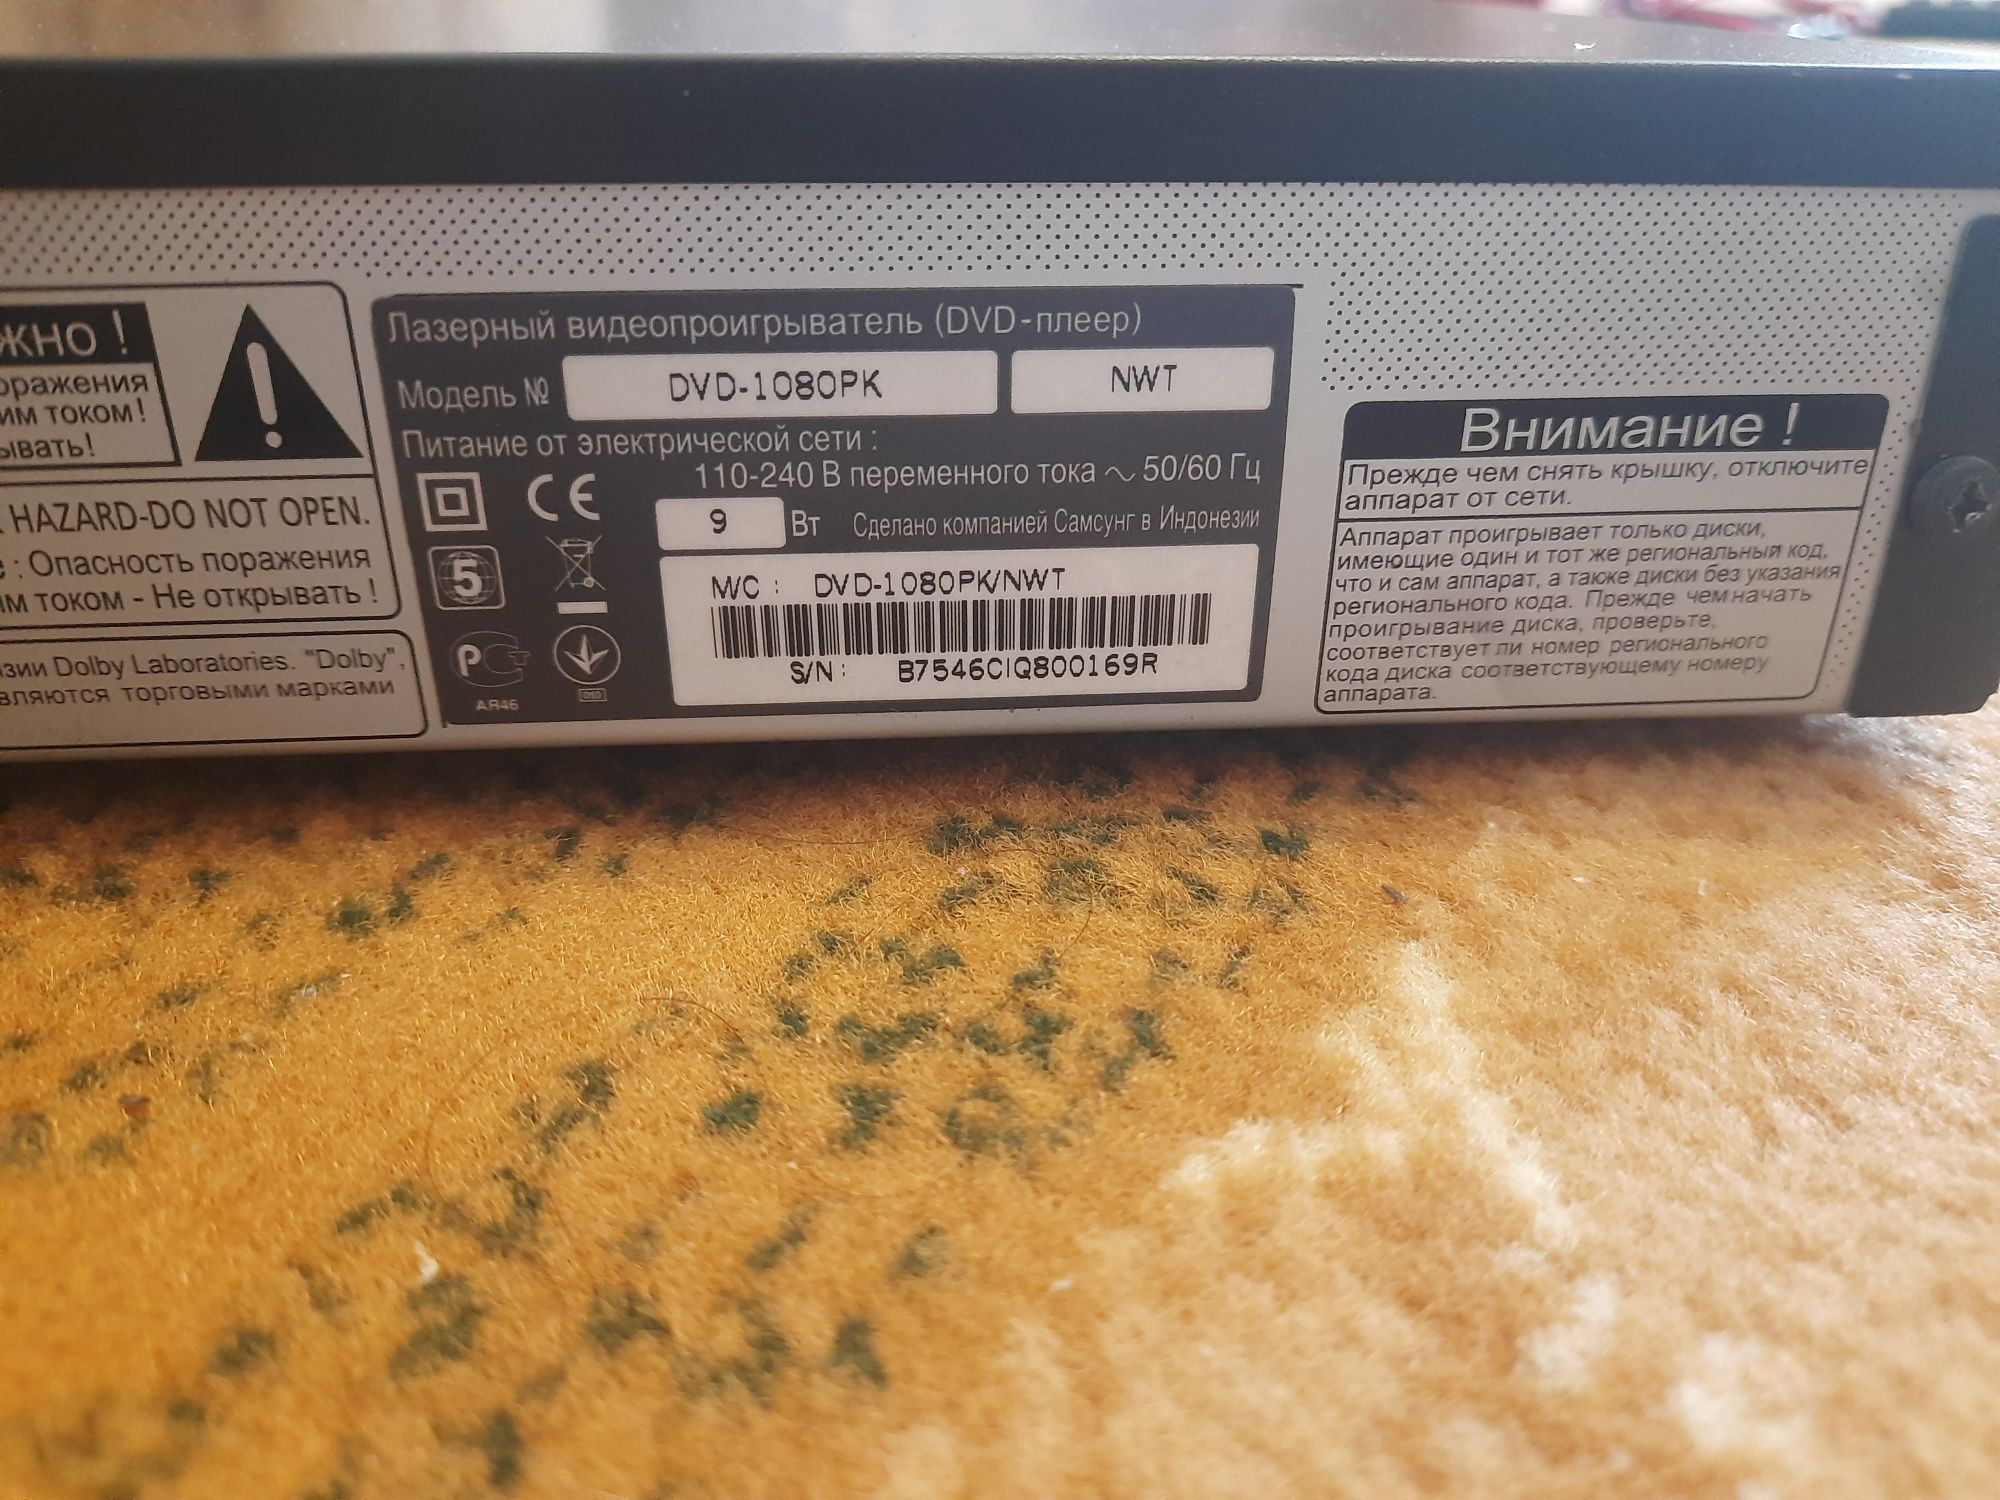 жно !
оражения
им током!
ывать!
HAZARD-DO NOT OPEN.
: Опасность поражения
им током - Не открывать !
зии Dolby Laboratories. "Dolby",
вляются торговыми марками
Лазерный видеопроигрыватель (DVD-плеер)
Модель № DVD-1080PK NWT
Питание от электрической сети :
110-240 В переменного тока ~ 50/60 Гц
9 Вт Сделано компанией Самсунг в Индонезии
CE
5
РСТ
AЯ46
M/C : DVD-1080PK/NWT
S/N : B7546CIQ800169R
Внимание !
Прежде чем снять крышку, отключите
аппарат от сети.
Аппарат проигрывает только диски,
имеющие один и тот же региональный код,
что и сам аппарат, а также диски без указания
регионального кода. Прежде чем начать
проигрывание диска, проверьте,
соответствует ли номер регионального
кода диска соответствующему номеру
аппарата.